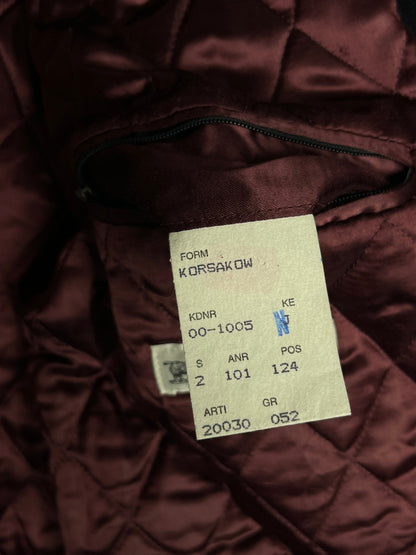 FORM
KORSAKOW
KDNR KE
00-1005 N
S ANR POS
2 101 124
ARTI GR
20030 052